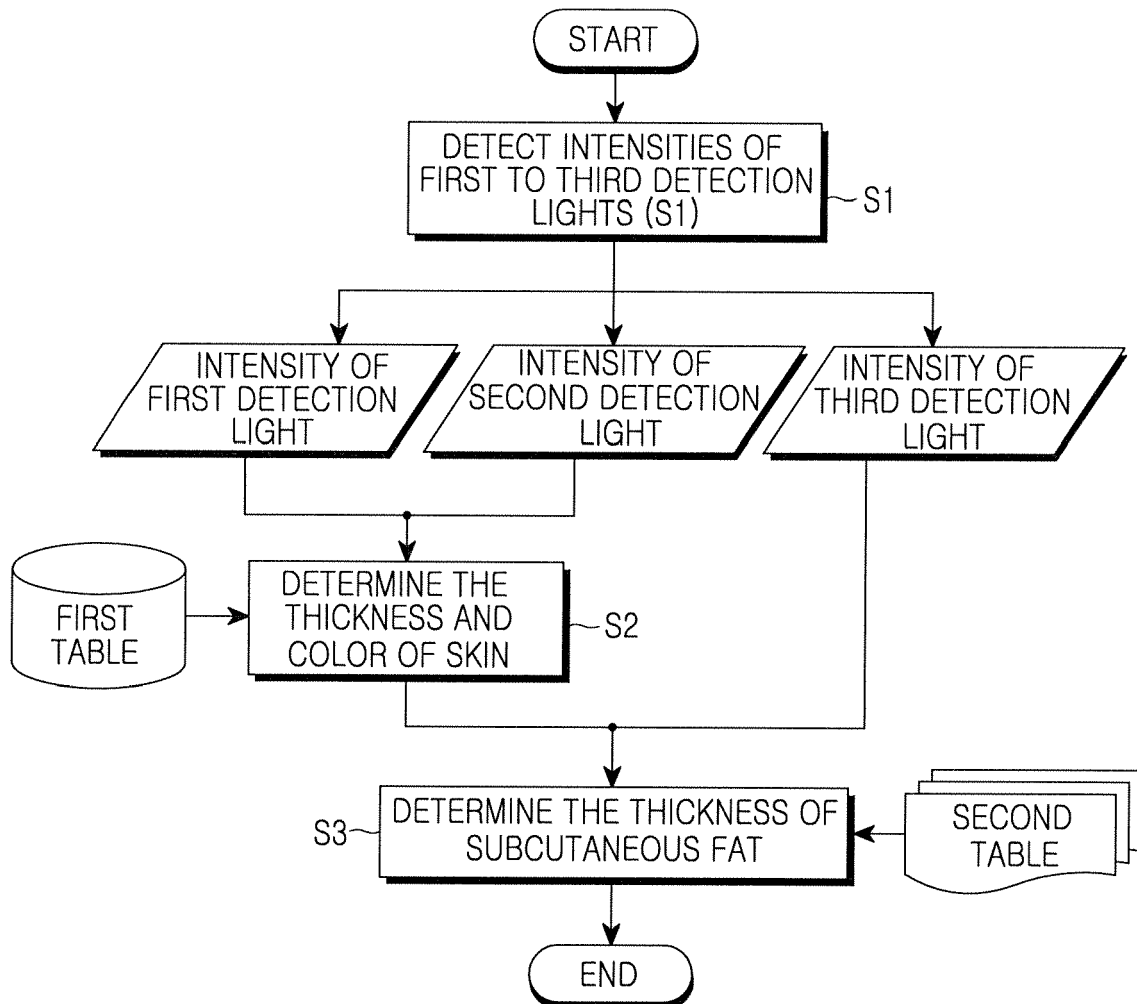 START
DETECT INTENSITIES OF
FIRST TO THIRD DETECTION
LIGHTS (S1)
S1
INTENSITY OF
FIRST DETECTION
LIGHT
INTENSITY OF
SECOND DETECTION
LIGHT
INTENSITY OF
THIRD DETECTION
LIGHT
FIRST
TABLE
DETERMINE THE
THICKNESS AND
COLOR OF SKIN
S2
S3
DETERMINE THE THICKNESS OF
SUBCUTANEOUS FAT
SECOND
TABLE
END